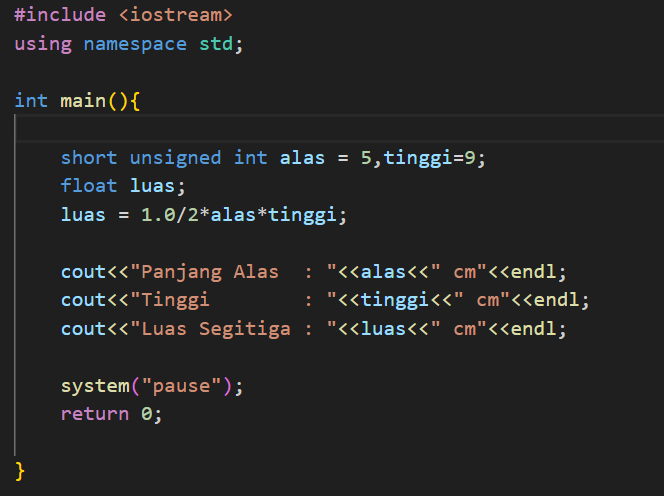 #include <iostream>
using namespace std;
int main(){
short unsigned int alas = 5,tinggi=9;
float luas;
luas = 1.0/2*alas*tinggi;
cout<<"Panjang Alas  : "<<alas<<" cm"<<endl;
cout<<"Tinggi        : "<<tinggi<<" cm"<<endl;
cout<<"Luas Segitiga : "<<luas<<" cm"<<endl;
system("pause");
return 0;
}